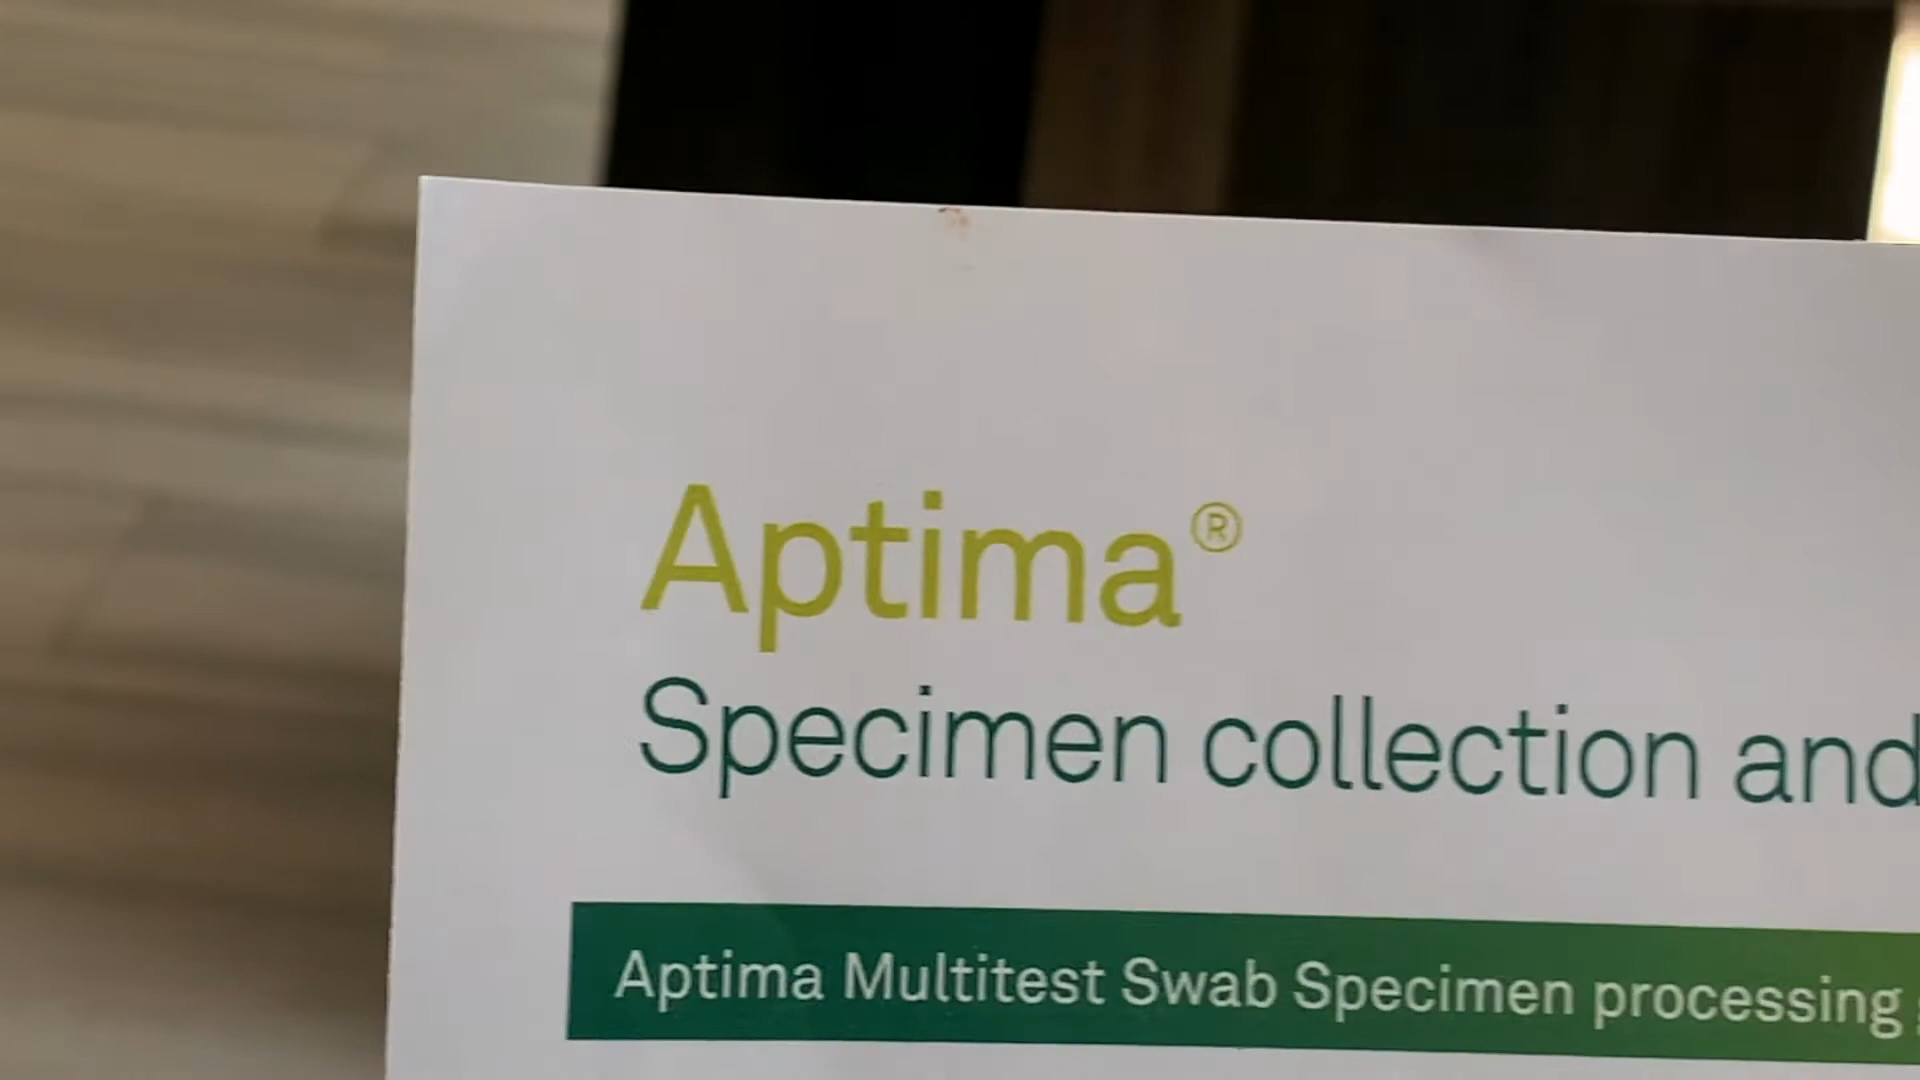 Aptima®
Specimen collection and
Aptima Multitest Swab Specimen processing